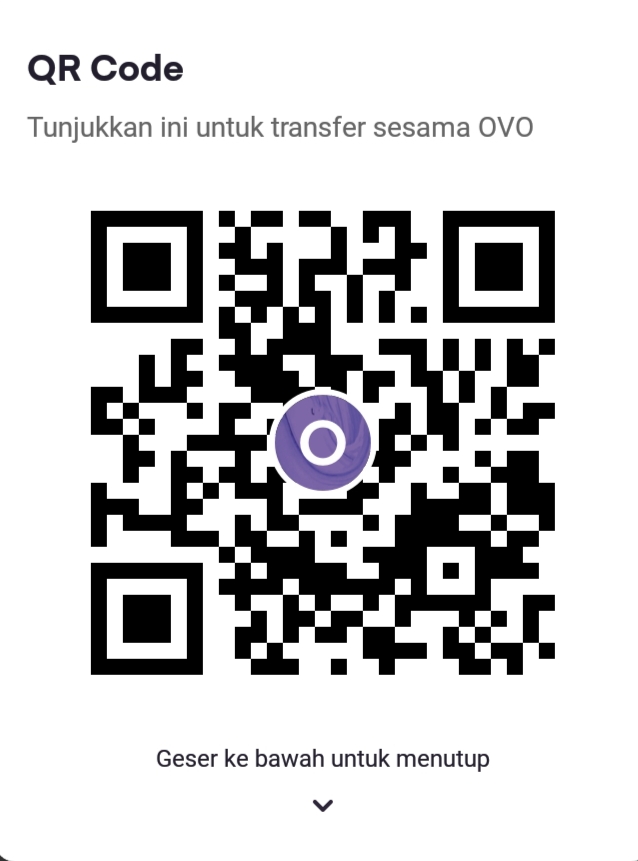 QR Code
Tunjukkan ini untuk transfer sesama OVO
Geser ke bawah untuk menutup